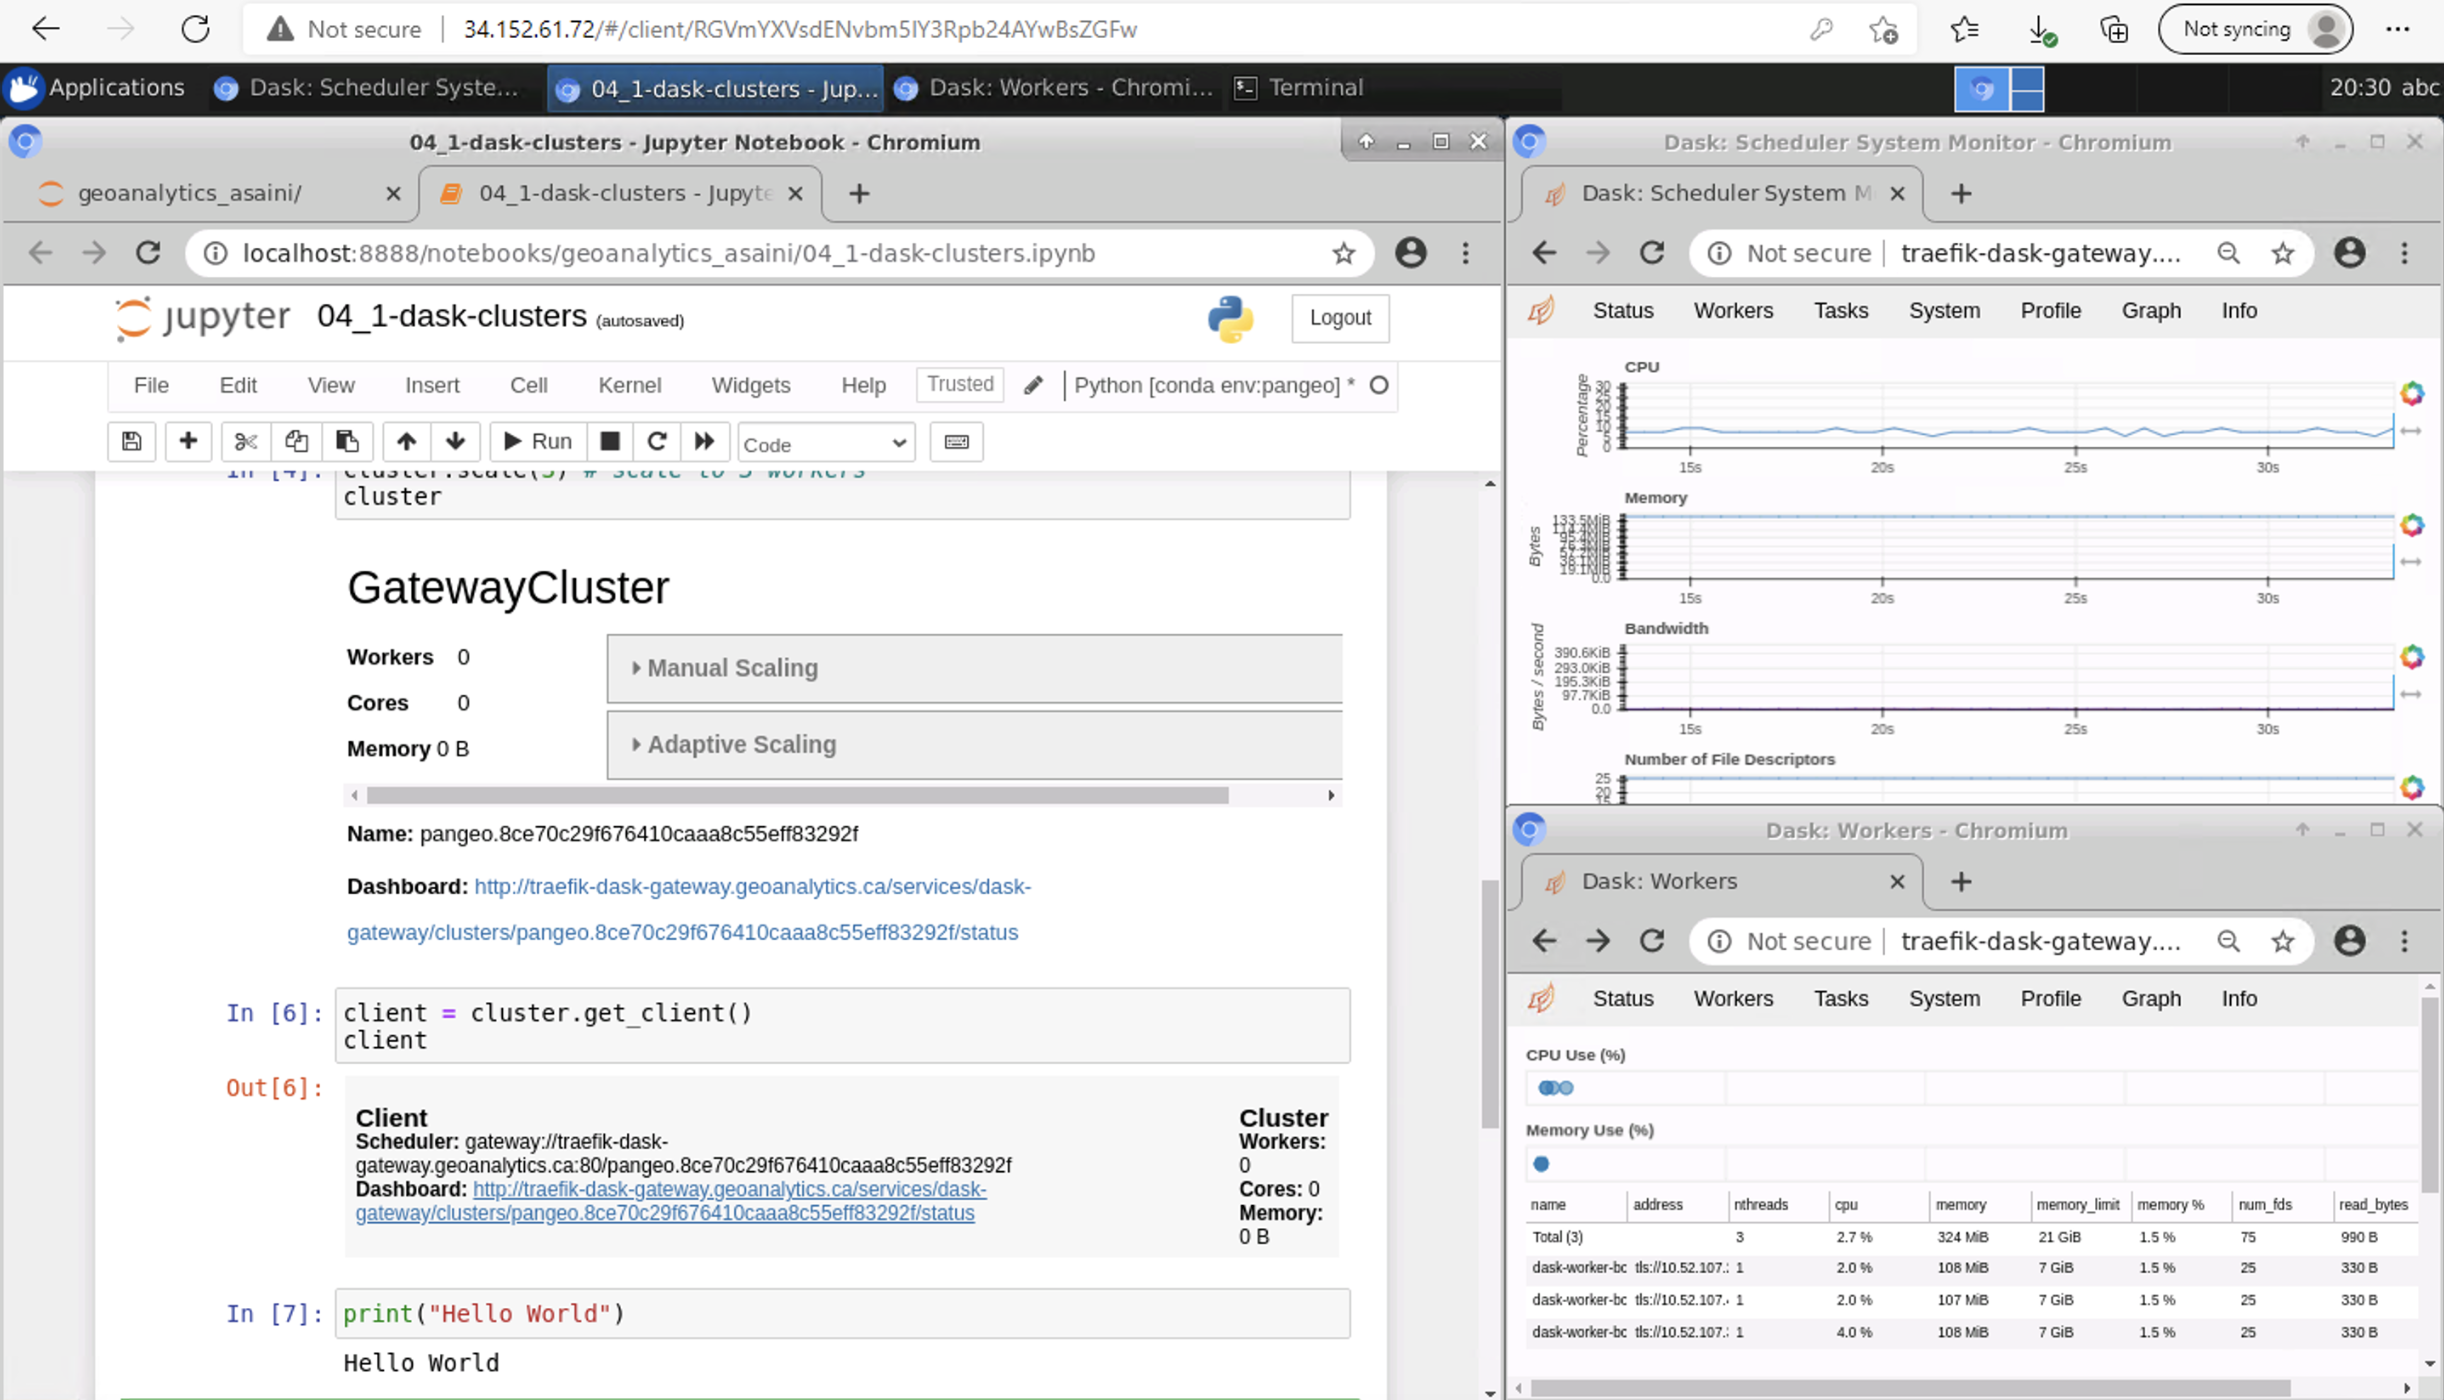 Not secure 34.152.61.72/#/client/RGVmYXVsdENvbm5lY3Rpb24AYwBsZGFw Not syncing
Applications Dask: Scheduler Syste... 04_1-dask-clusters - Jup... Dask: Workers - Chromi... Terminal 20:30 abc
04_1-dask-clusters - Jupyter Notebook - Chromium
geoanalytics_asaini/ 04_1-dask-clusters - Jupyte
localhost:8888/notebooks/geoanalytics_asaini/04_1-dask-clusters.ipynb
jupyter 04_1-dask-clusters (autosaved) Logout
File Edit View Insert Cell Kernel Widgets Help Trusted Python [conda env:pangeo] *
Run Code
In [4]: cluster.scale(3) # scale to 3 workers
cluster
GatewayCluster
Workers 0
Cores 0
Memory 0 B
Manual Scaling
Adaptive Scaling
Name: pangeo.8ce70c29f676410caaa8c55eff83292f
Dashboard: http://traefik-dask-gateway.geoanalytics.ca/services/dask-
gateway/clusters/pangeo.8ce70c29f676410caaa8c55eff83292f/status
In [6]: client = cluster.get_client()
client
Out[6]:
Client
Scheduler: gateway://traefik-dask-
gateway.geoanalytics.ca:80/pangeo.8ce70c29f676410caaa8c55eff83292f
Dashboard: http://traefik-dask-gateway.geoanalytics.ca/services/dask-
gateway/clusters/pangeo.8ce70c29f676410caaa8c55eff83292f/status
Cluster
Workers:
0
Cores: 0
Memory:
0 B
In [7]: print("Hello World")
Hello World
Dask: Scheduler System Monitor - Chromium
Dask: Scheduler System M
Not secure traefik-dask-gateway....
Status Workers Tasks System Profile Graph Info
CPU
Percentage
30
25
20
15
10
5
0
15s 20s 25s 30s
Memory
Bytes
133.5MiB
114.4MiB
95.4MiB
76.3MiB
57.2MiB
38.1MiB
19.1MiB
0.0
15s 20s 25s 30s
Bandwidth
Bytes / second
390.6KiB
293.0KiB
195.3KiB
97.7KiB
0.0
15s 20s 25s 30s
Number of File Descriptors
25
20
15
Dask: Workers - Chromium
Dask: Workers
Not secure traefik-dask-gateway....
Status Workers Tasks System Profile Graph Info
CPU Use (%)
Memory Use (%)
name address nthreads cpu memory memory_limit memory % num_fds read_bytes
Total (3) 3 2.7 % 324 MiB 21 GiB 1.5 % 75 990 B
dask-worker-bc tls://10.52.107.: 1 2.0 % 108 MiB 7 GiB 1.5 % 25 330 B
dask-worker-bc tls://10.52.107.‹ 1 2.0 % 107 MiB 7 GiB 1.5 % 25 330 B
dask-worker-bc tls://10.52.107.: 1 4.0 % 108 MiB 7 GiB 1.5 % 25 330 B